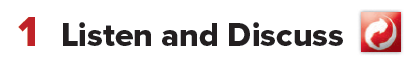 1 Listen and Discuss